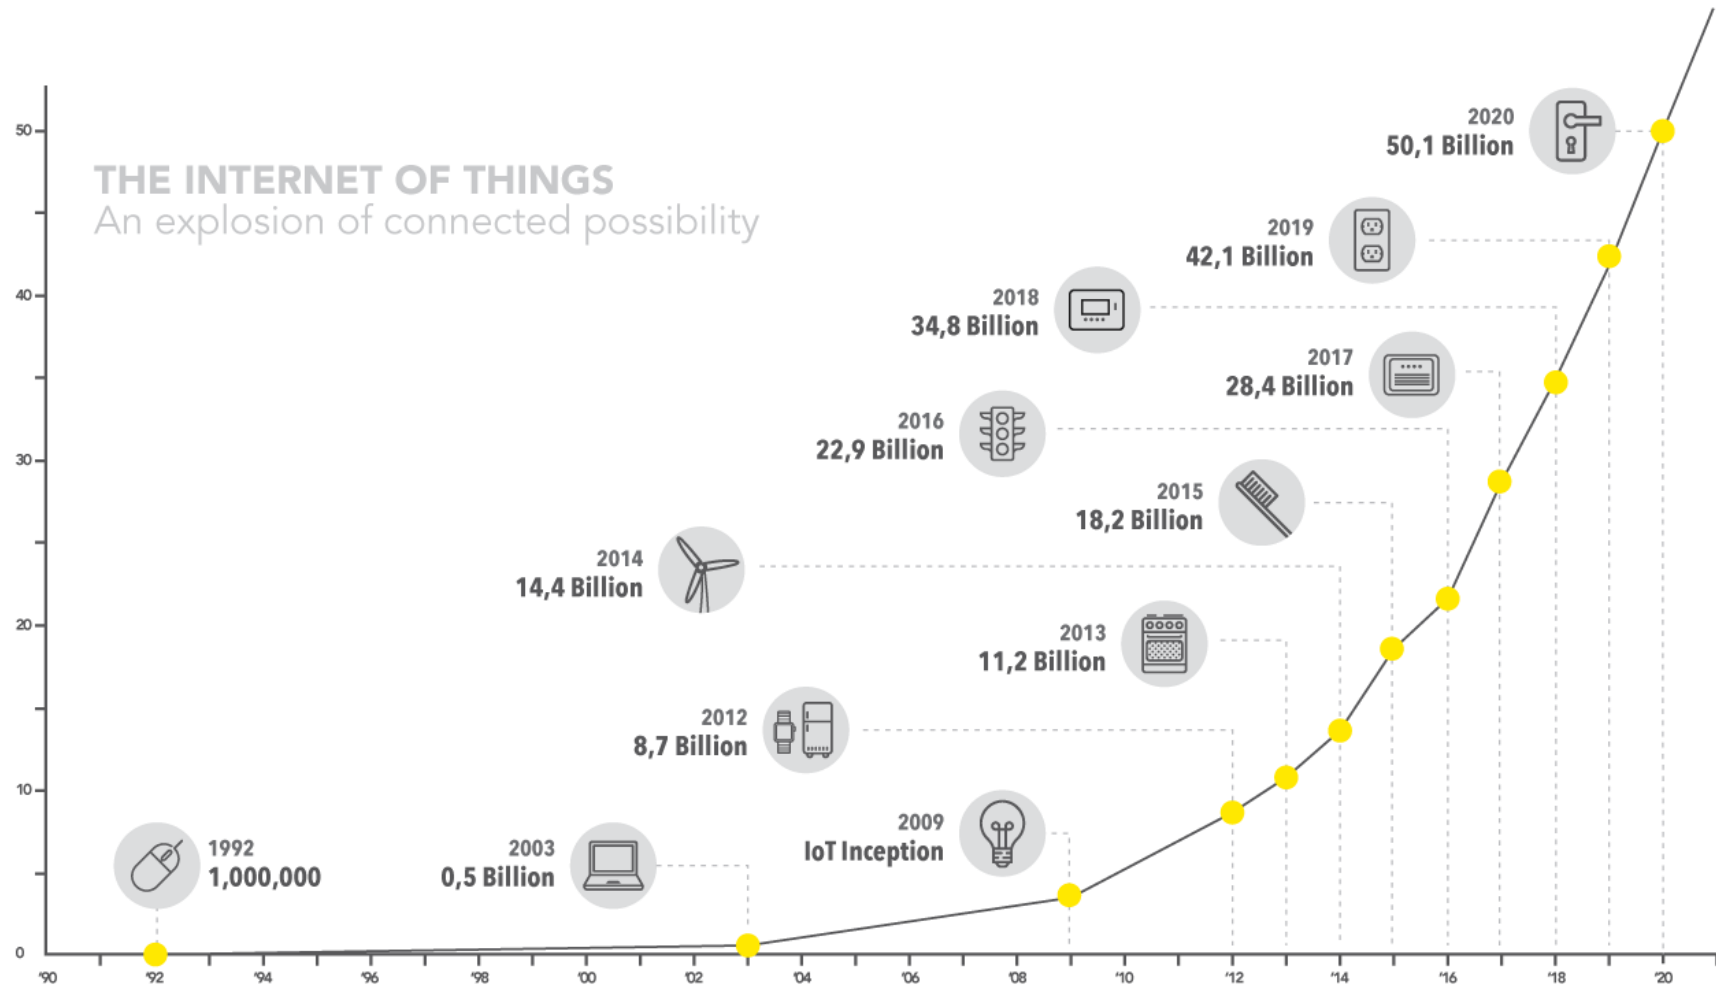 THE INTERNET OF THINGS
An explosion of connected possibility
50
40
30
20
10
0
2020
50,1 Billion
2019
42,1 Billion
2018
34,8 Billion
2017
28,4 Billion
2016
22,9 Billion
2015
18,2 Billion
2014
14,4 Billion
2013
11,2 Billion
2012
8,7 Billion
2009
IoT Inception
2003
0,5 Billion
1992
1,000,000
'90 '92 '94 '96 '98 '00 '02 '04 '06 '08 '10 '12 '14 '16 '18 '20